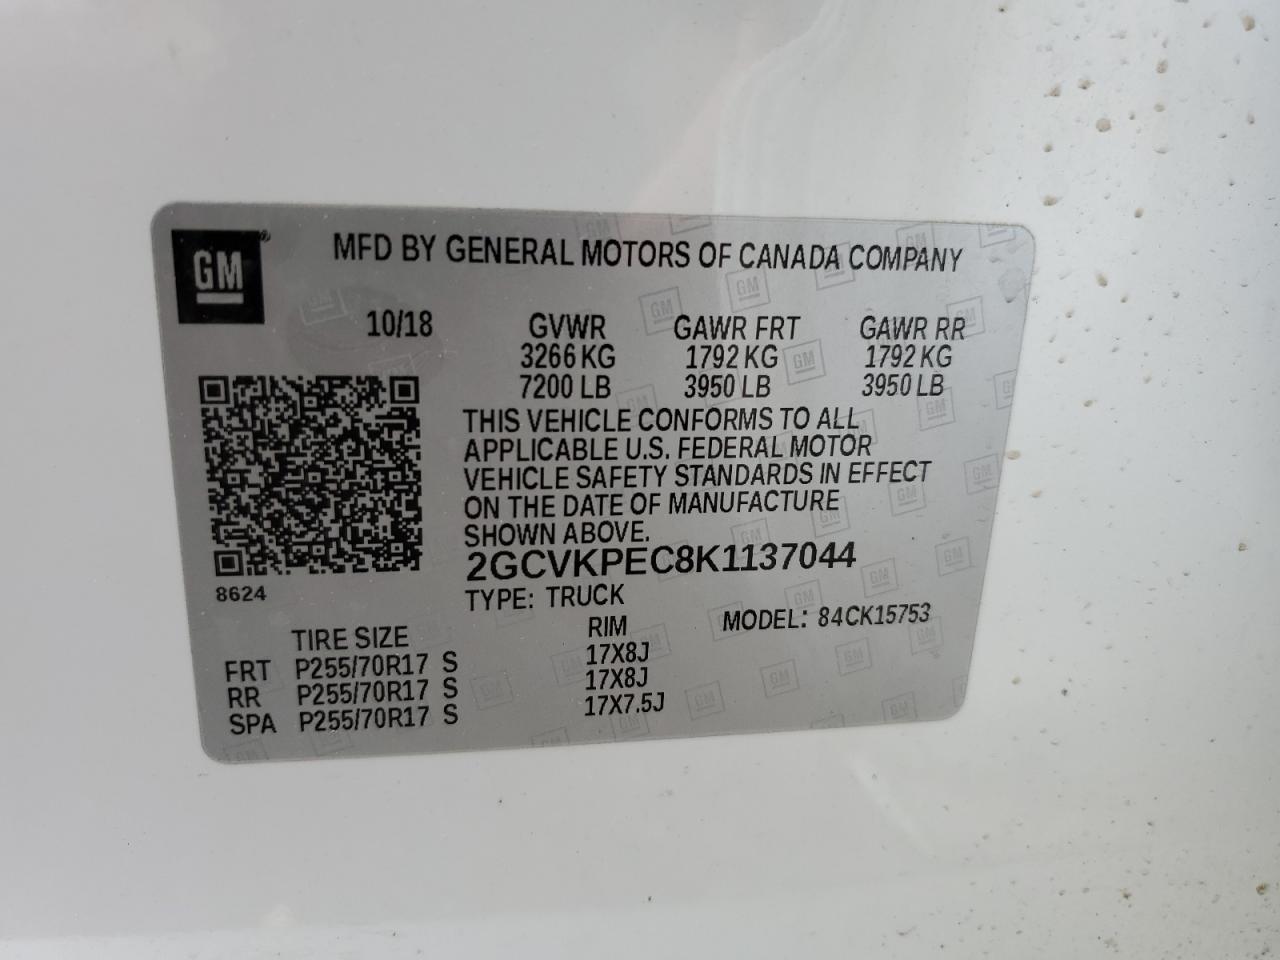 GM
MFD BY GENERAL MOTORS OF CANADA COMPANY
10/18 GVWR GAWR FRT GAWR RR
3266 KG 1792 KG 1792 KG
7200 LB 3950 LB 3950 LB
THIS VEHICLE CONFORMS TO ALL
APPLICABLE U.S. FEDERAL MOTOR
VEHICLE SAFETY STANDARDS IN EFFECT
ON THE DATE OF MANUFACTURE
SHOWN ABOVE.
2GCVKPEC8K1137044
8624
TYPE: TRUCK
MODEL: 84CK15753
TIRE SIZE RIM
FRT P255/70R17 S 17X8J
RR P255/70R17 S 17X8J
SPA P255/70R17 S 17X7.5J